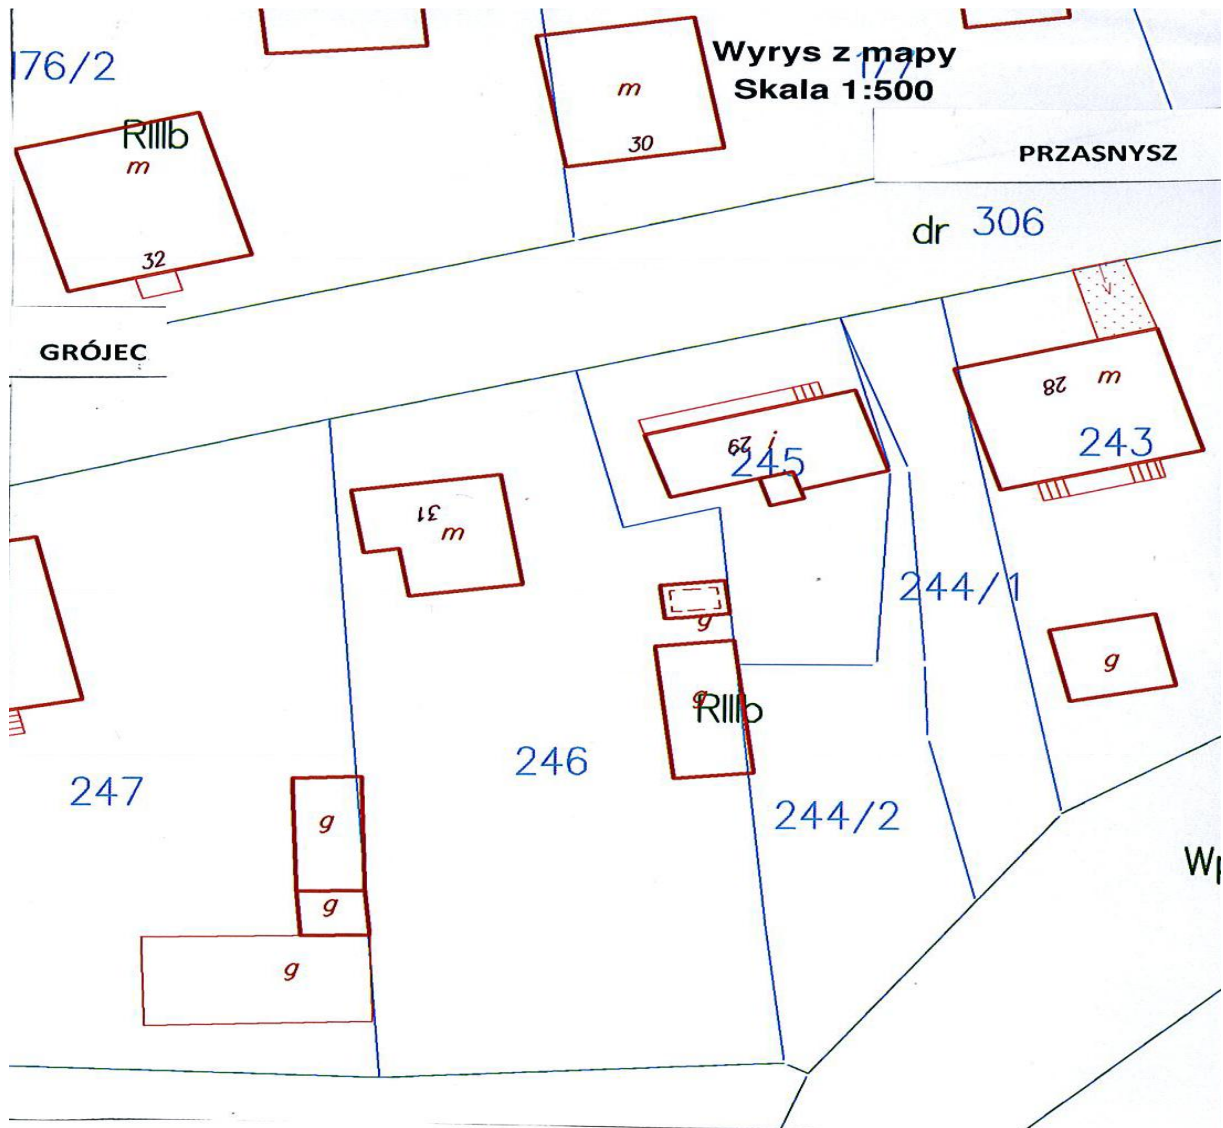 176/2
Wyrys z mapy
177
Skala 1:500
m
RIIIb
m
30
PRZASNYSZ
dr 306
32
GRÓJEC
28 m
29 i
243
245
31
m
244/1
g
g
g
RIIIb
246
247
244/2
g
g
g